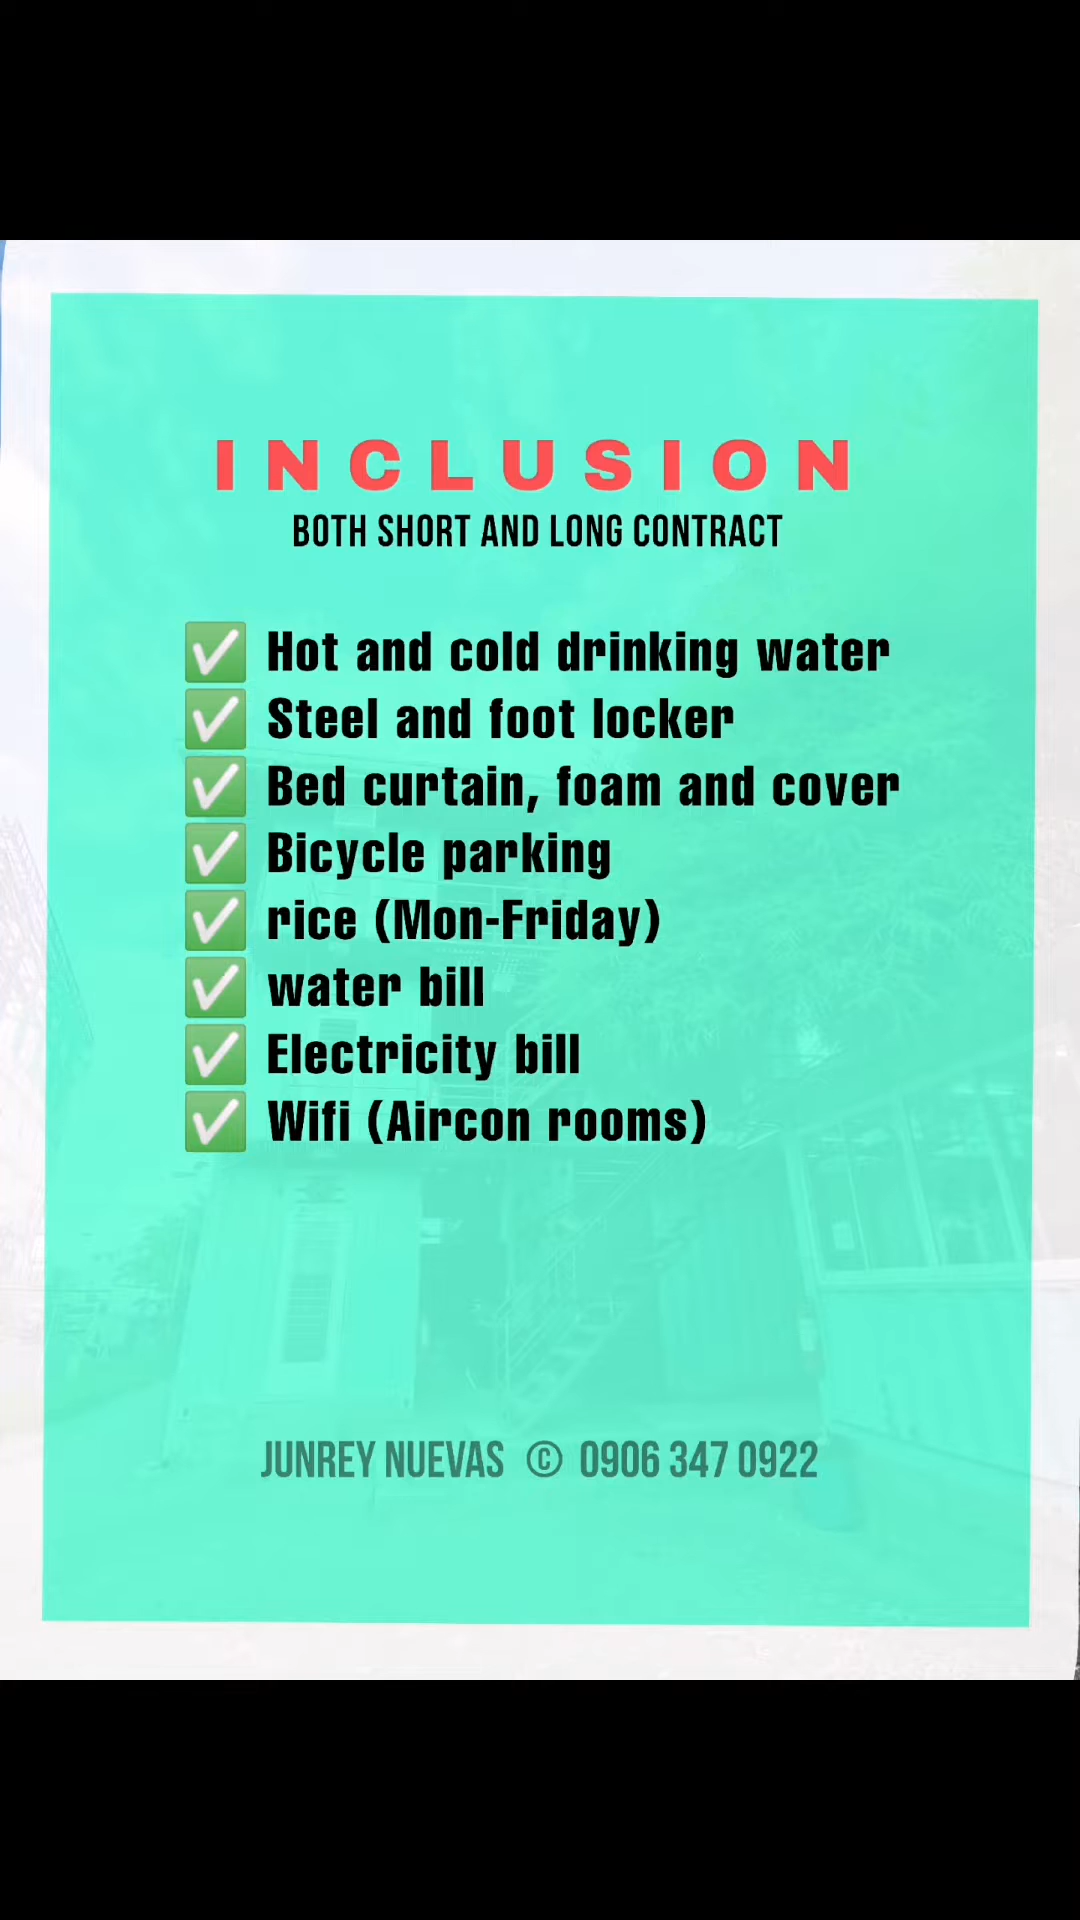 INCLUSION
BOTH SHORT AND LONG CONTRACT
✅ Hot and cold drinking water
✅ Steel and foot locker
✅ Bed curtain, foam and cover
✅ Bicycle parking
✅ rice (Mon-Friday)
✅ water bill
✅ Electricity bill
✅ Wifi (Aircon rooms)
JUNREY NUEVAS © 0906 347 0922